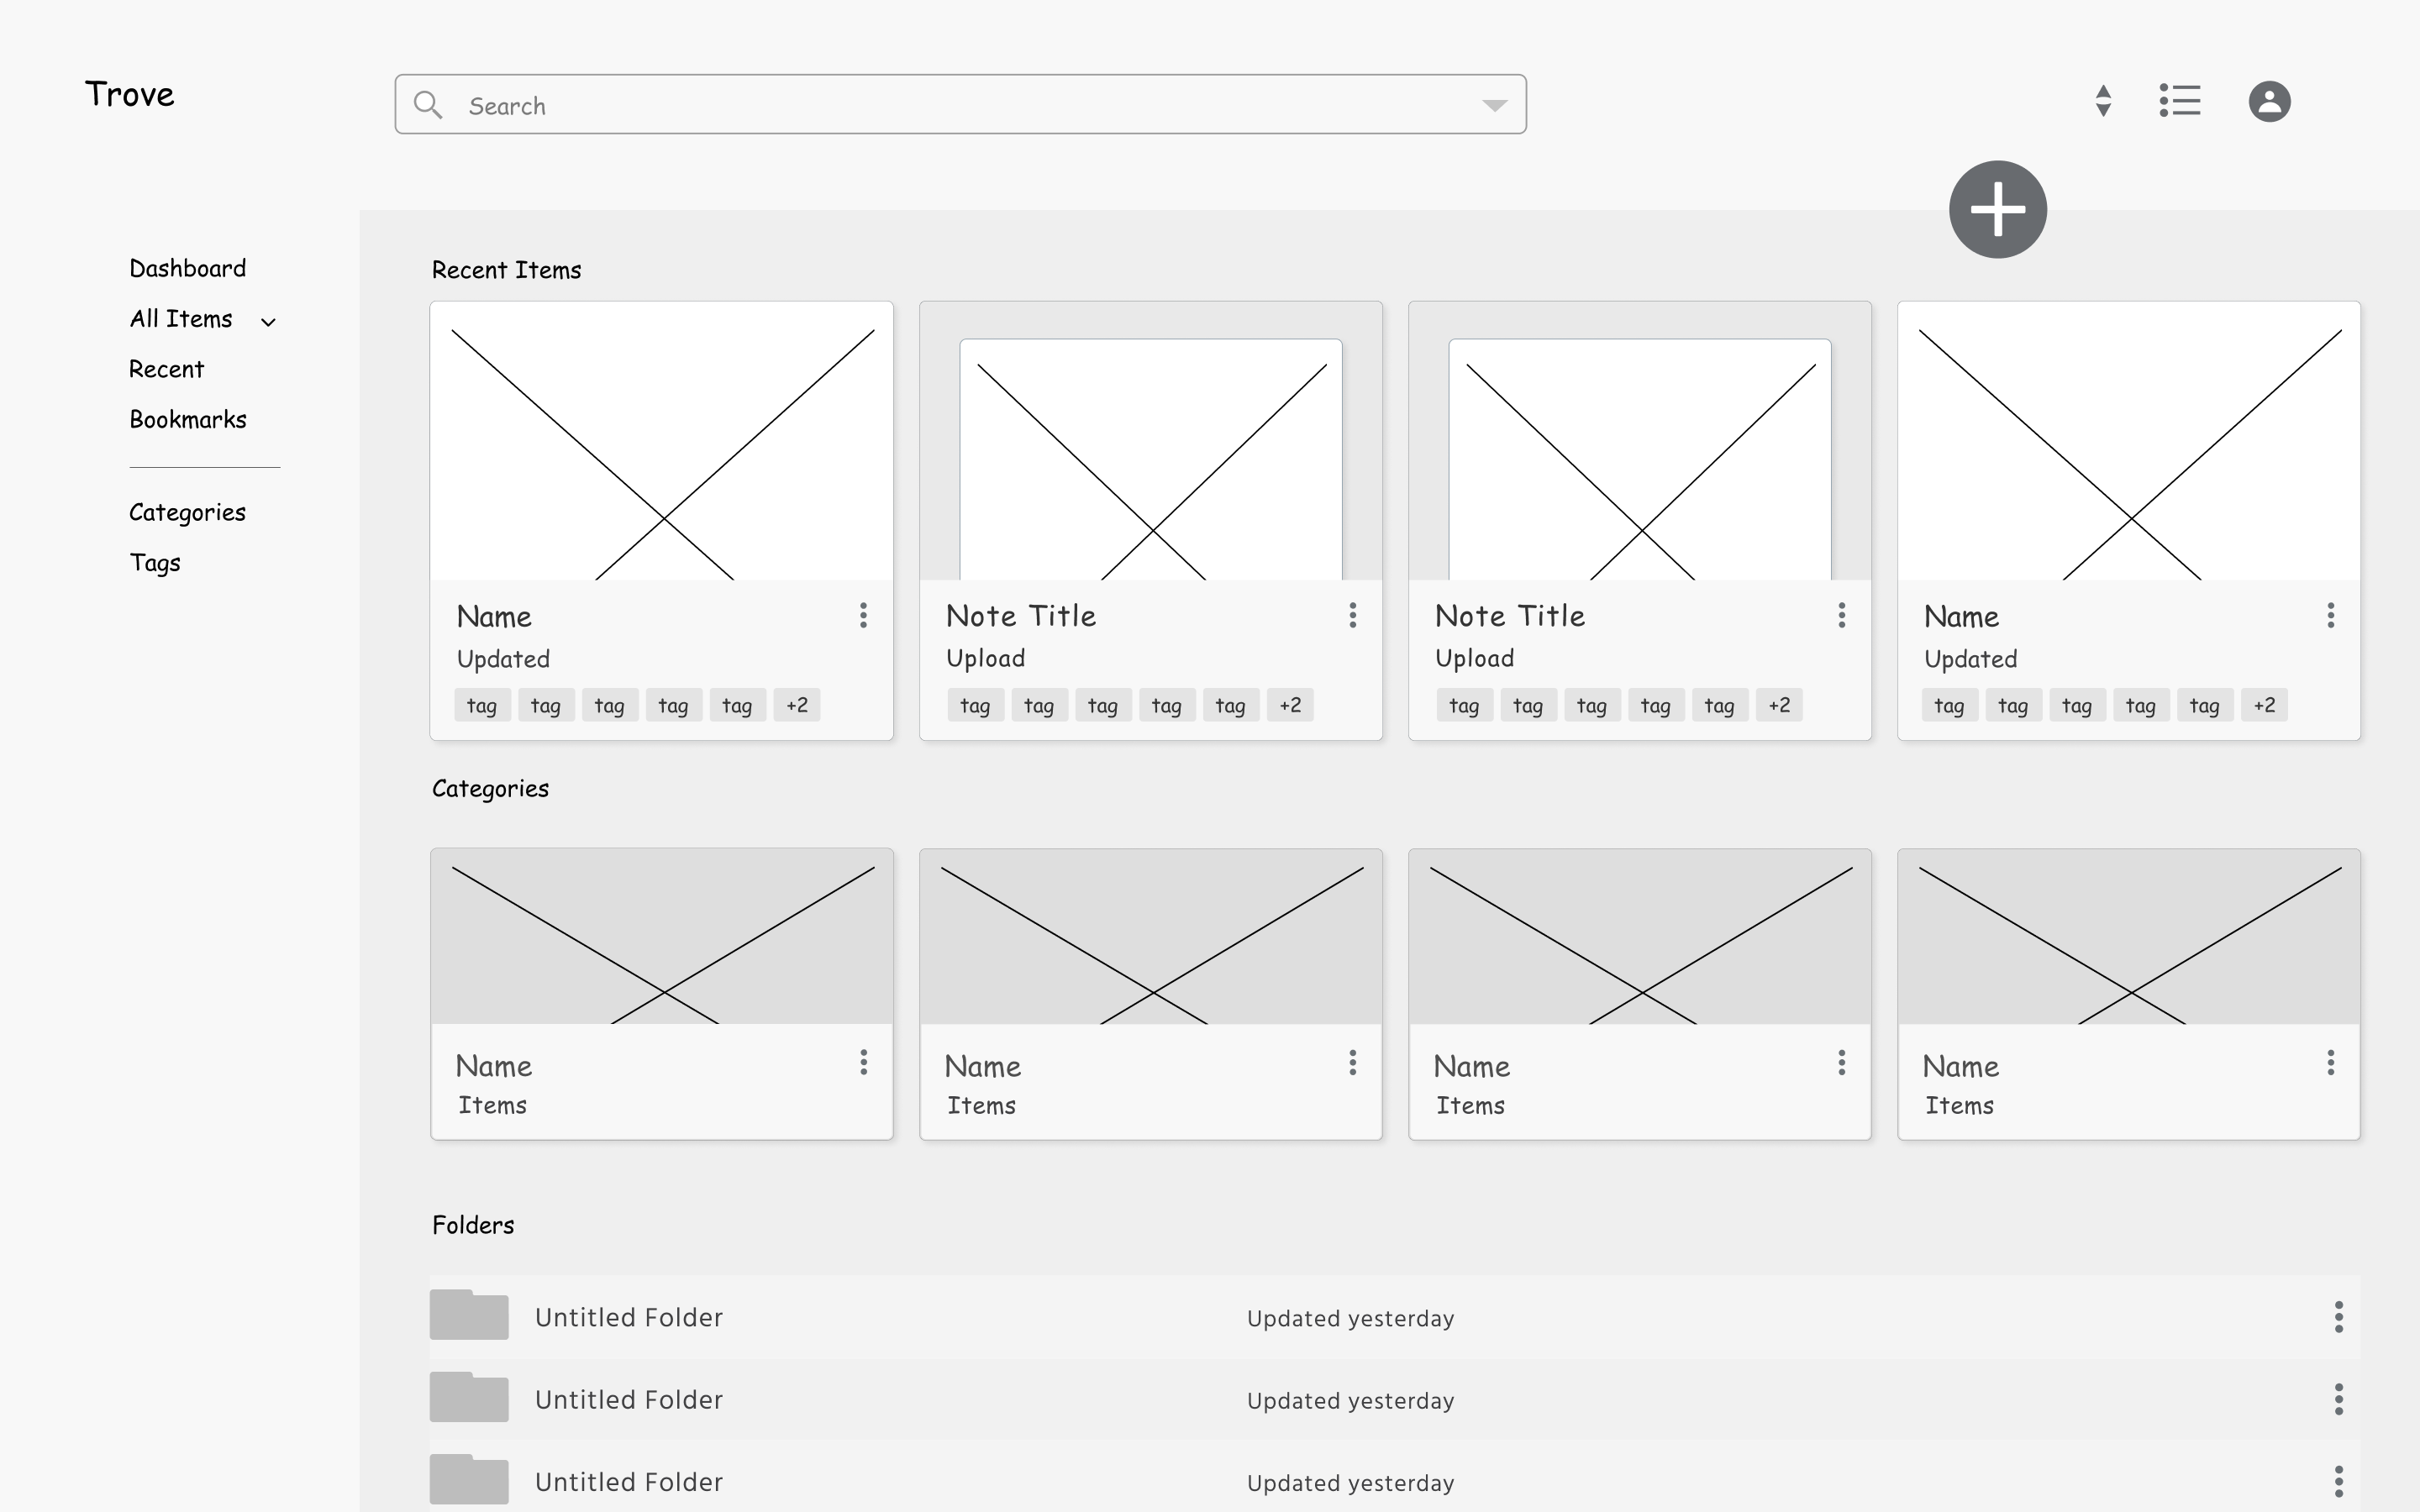 Trove
Search
Dashboard
All Items
Recent
Bookmarks
Categories
Tags
Recent Items
Name
Updated
tag tag tag tag tag +2
Note Title
Upload
tag tag tag tag tag +2
Note Title
Upload
tag tag tag tag tag +2
Name
Updated
tag tag tag tag tag +2
Categories
Name
Items
Name
Items
Name
Items
Name
Items
Folders
Untitled Folder Updated yesterday
Untitled Folder Updated yesterday
Untitled Folder Updated yesterday